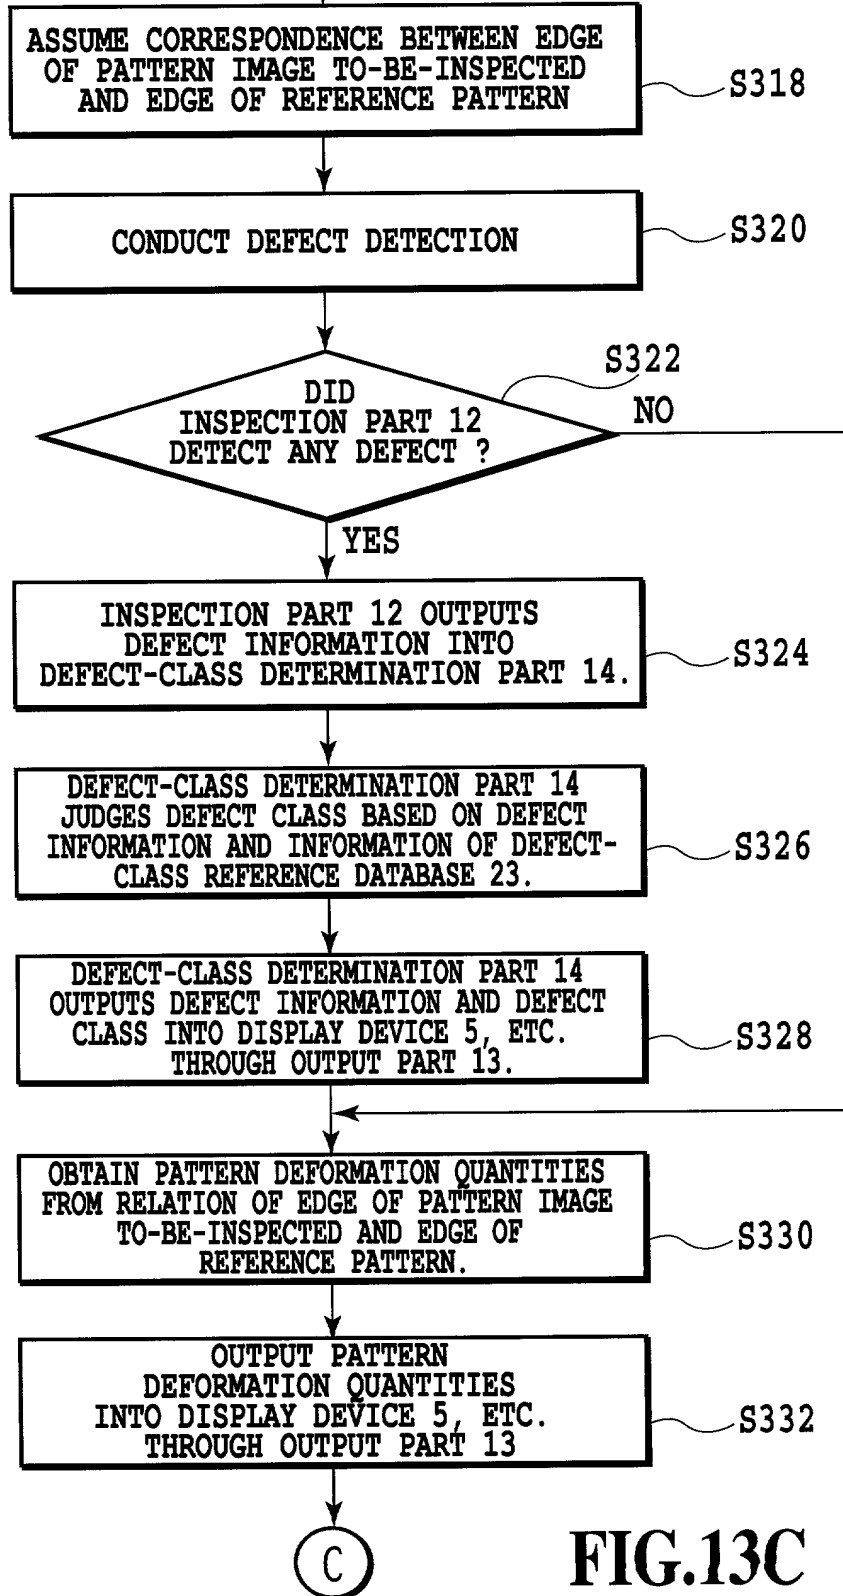 ASSUME CORRESPONDENCE BETWEEN EDGE
OF PATTERN IMAGE TO-BE-INSPECTED
AND EDGE OF REFERENCE PATTERN
S318
CONDUCT DEFECT DETECTION
S320
S322
DID
INSPECTION PART 12
DETECT ANY DEFECT ?
NO
YES
INSPECTION PART 12 OUTPUTS
DEFECT INFORMATION INTO
DEFECT-CLASS DETERMINATION PART 14.
S324
DEFECT-CLASS DETERMINATION PART 14
JUDGES DEFECT CLASS BASED ON DEFECT
INFORMATION AND INFORMATION OF DEFECT-
CLASS REFERENCE DATABASE 23.
S326
DEFECT-CLASS DETERMINATION PART 14
OUTPUTS DEFECT INFORMATION AND DEFECT
CLASS INTO DISPLAY DEVICE 5, ETC.
THROUGH OUTPUT PART 13.
S328
OBTAIN PATTERN DEFORMATION QUANTITIES
FROM RELATION OF EDGE OF PATTERN IMAGE
TO-BE-INSPECTED AND EDGE OF
REFERENCE PATTERN.
S330
OUTPUT PATTERN
DEFORMATION QUANTITIES
INTO DISPLAY DEVICE 5, ETC.
THROUGH OUTPUT PART 13
S332
C
FIG.13C